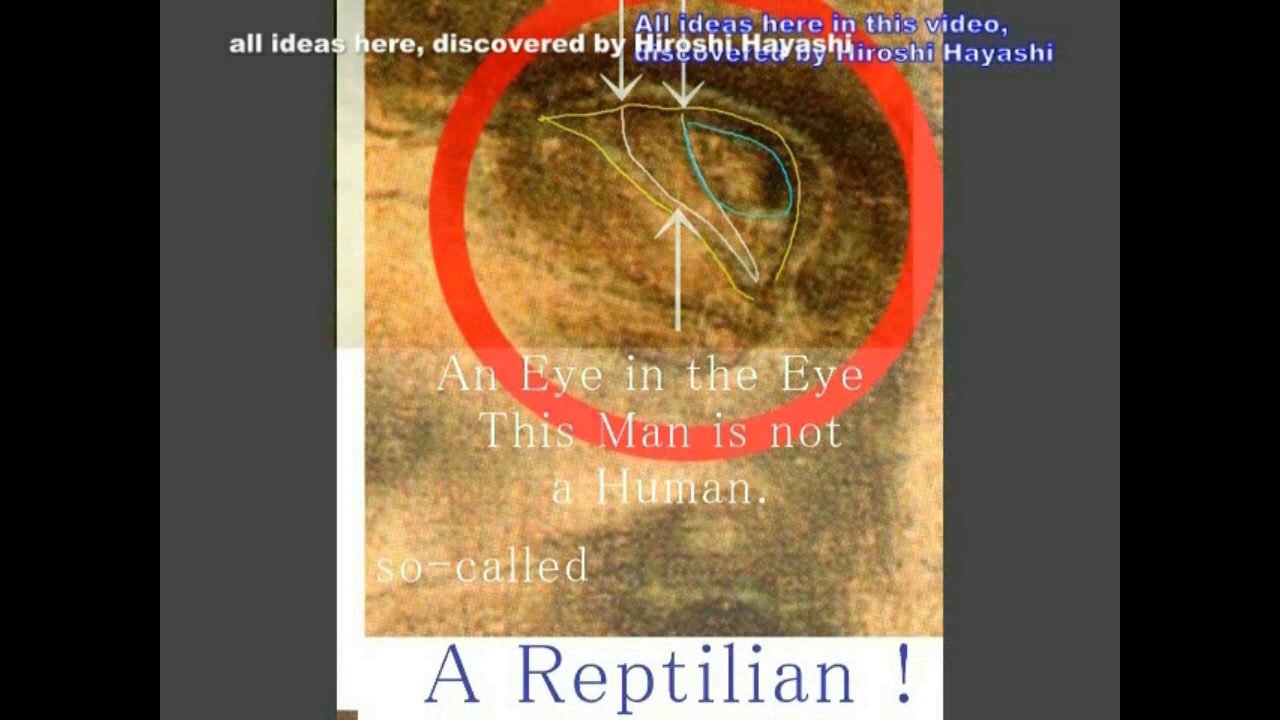 All ideas here in this video,
discovered by Hiroshi Hayashi
all ideas here, discovered by Hiroshi Hayashi
An Eye in the Eye
This Man is not
a Human.
so-called
A Reptilian !